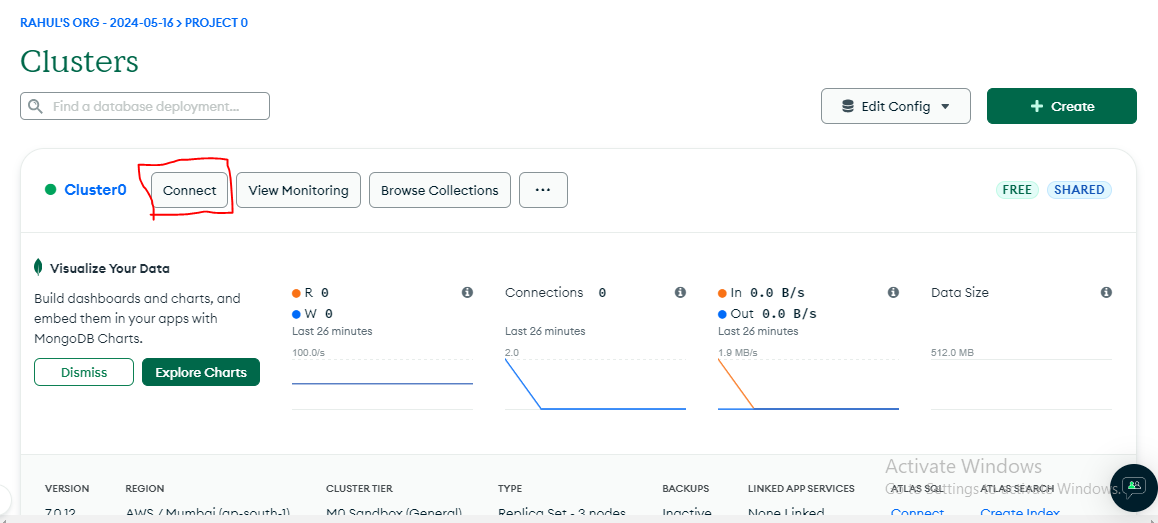 RAHUL'S ORG - 2024-05-16 > PROJECT 0
Clusters
Find a database deployment...
Edit Config
Create
Cluster0
Connect
View Monitoring
Browse Collections
...
FREE
SHARED
Visualize Your Data
Build dashboards and charts, and
embed them in your apps with
MongoDB Charts.
Dismiss
Explore Charts
R 0
W 0
Last 26 minutes
100.0/s
Connections 0
Last 26 minutes
2.0
In 0.0 B/s
Out 0.0 B/s
Last 26 minutes
1.9 MB/s
Data Size
512.0 MB
Activate Windows
Go to Settings to activate Windows.
VERSION
REGION
CLUSTER TIER
TYPE
BACKUPS
LINKED APP SERVICES
ATLAS SQL
ATLAS SEARCH
7.0.12
AWS / Mumbai (ap-south-1)
M0 Sandbox (General)
Replica Set - 3 nodes
Inactive
None Linked
Connect
Create Index